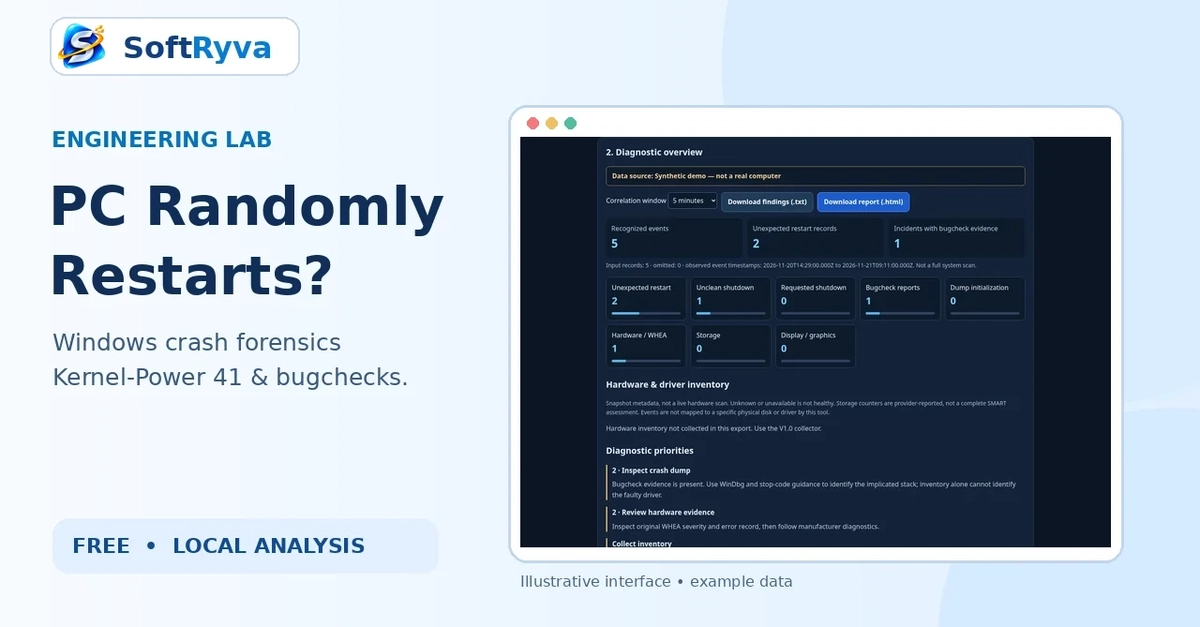 SoftRyva
ENGINEERING LAB
PC Randomly
Restarts?
Windows crash forensics
Kernel-Power 41 & bugchecks.
FREE • LOCAL ANALYSIS
2. Diagnostic overview
Data source: Synthetic demo — not a real computer
Correlation window 5 minutes Download findings (.txt) Download report (.html)
Recognized events Unexpected restart records Incidents with bugcheck evidence
5 2 1
Input records: 5 · omitted: 0 · observed event timestamps: 2026-11-20T14:29:00.000Z to 2026-11-21T09:11:00.000Z. Not a full system scan.
Unexpected restart Unclean shutdown Requested shutdown Bugcheck reports Dump initialization
2 1 0 1 0
Hardware / WHEA Storage Display / graphics
1 0 0
Hardware & driver inventory
Snapshot metadata, not a live hardware scan. Unknown or unavailable is not healthy. Storage counters are provider-reported, not a complete SMART
assessment. Events are not mapped to a specific physical disk or driver by this tool.
Hardware inventory not collected in this export. Use the V1.0 collector.
Diagnostic priorities
2 · Inspect crash dump
Bugcheck evidence is present. Use WinDbg and stop-code guidance to identify the implicated stack; inventory alone cannot identify
the faulty driver.
2 · Review hardware evidence
Inspect original WHEA severity and error record, then follow manufacturer diagnostics.
Collect inventory
Illustrative interface • example data